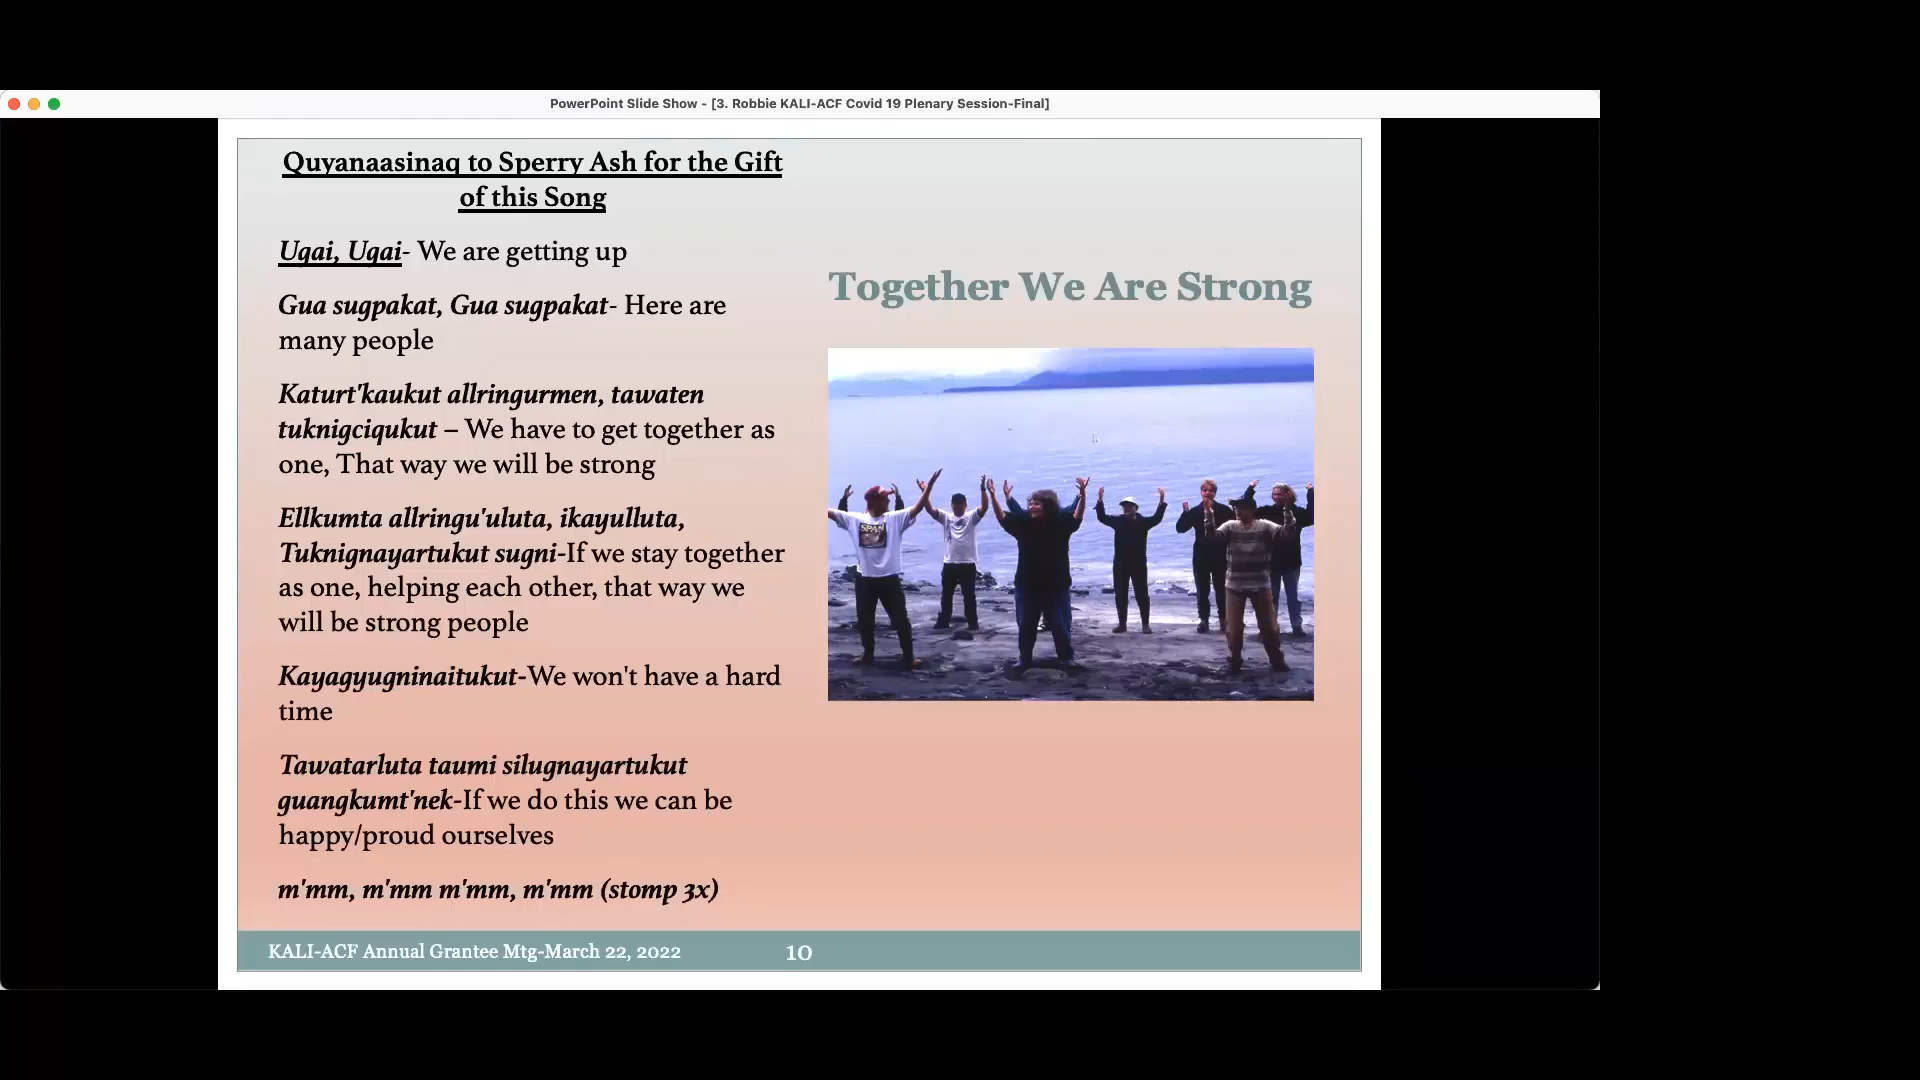 PowerPoint Slide Show - [3. Robbie KALI-ACF Covid 19 Plenary Session-Final]
Quyanaasinaq to Sperry Ash for the Gift
of this Song
Ugai, Ugai- We are getting up
Gua sugpakat, Gua sugpakat- Here are
many people
Katurt'kaukut allringurmen, tawaten
tuknigciqukut – We have to get together as
one, That way we will be strong
Ellkumta allringu'uluta, ikayulluta,
Tuknignayartukut sugni-If we stay together
as one, helping each other, that way we
will be strong people
Kayagyugninaitukut-We won't have a hard
time
Tawatarluta taumi silugnayartukut
guangkumt'nek-If we do this we can be
happy/proud ourselves
m'mm, m'mm m'mm, m'mm (stomp 3x)
Together We Are Strong
KALI-ACF Annual Grantee Mtg-March 22, 2022
10